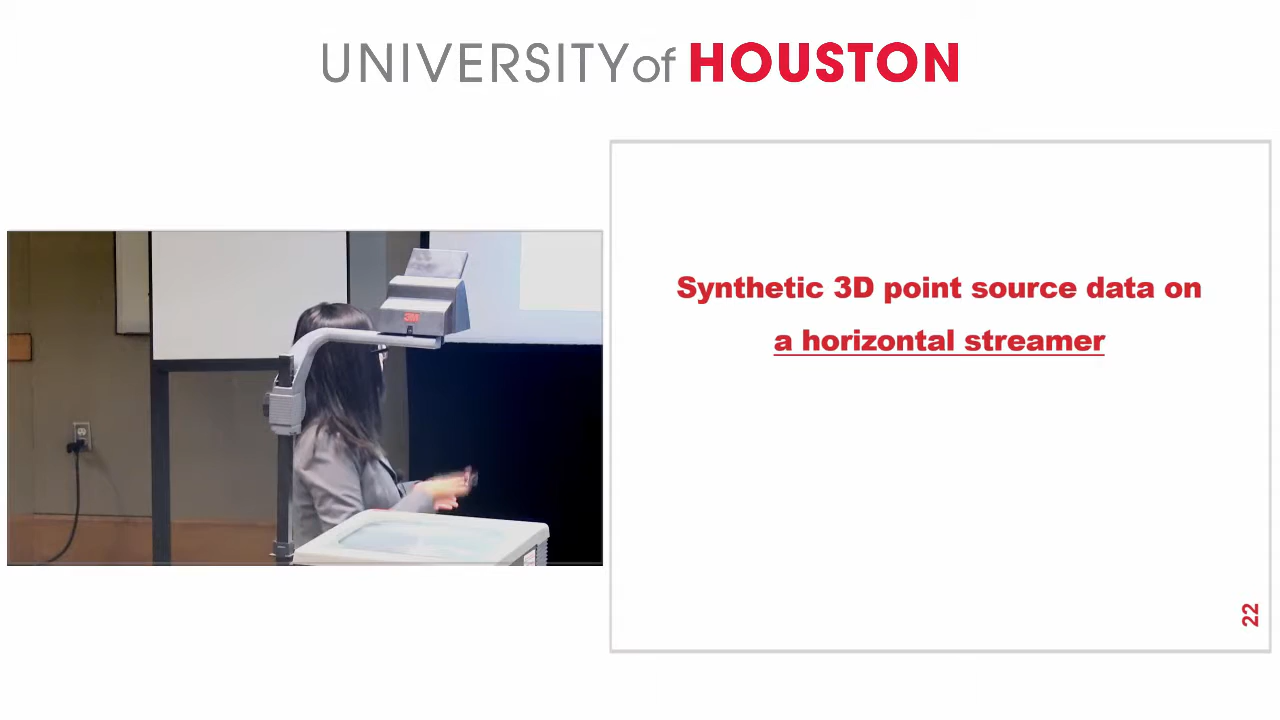 UNIVERSITY of HOUSTON
3M
Synthetic 3D point source data on
a horizontal streamer
22